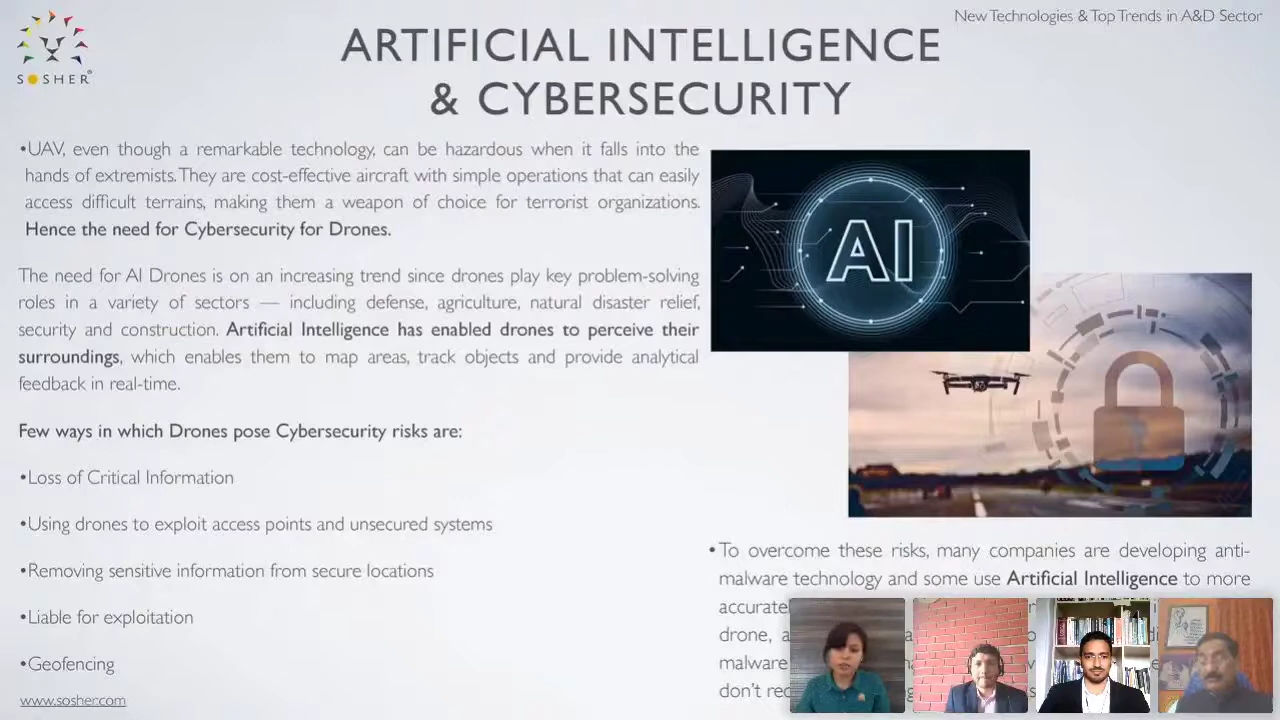 New Technologies & Top Trends in A&D Sector
SOSHER
ARTIFICIAL INTELLIGENCE
& CYBERSECURITY
•UAV, even though a remarkable technology, can be hazardous when it falls into the
hands of extremists. They are cost-effective aircraft with simple operations that can easily
access difficult terrains, making them a weapon of choice for terrorist organizations.
Hence the need for Cybersecurity for Drones.
The need for AI Drones is on an increasing trend since drones play key problem-solving
roles in a variety of sectors — including defense, agriculture, natural disaster relief,
security and construction. Artificial Intelligence has enabled drones to perceive their
surroundings, which enables them to map areas, track objects and provide analytical
feedback in real-time.
Few ways in which Drones pose Cybersecurity risks are:
•Loss of Critical Information
•Using drones to exploit access points and unsecured systems
•Removing sensitive information from secure locations
•Liable for exploitation
•Geofencing
www.sosher.com
AI
•To overcome these risks, many companies are developing anti-
malware technology and some use Artificial Intelligence to more
drone,
malware
don't